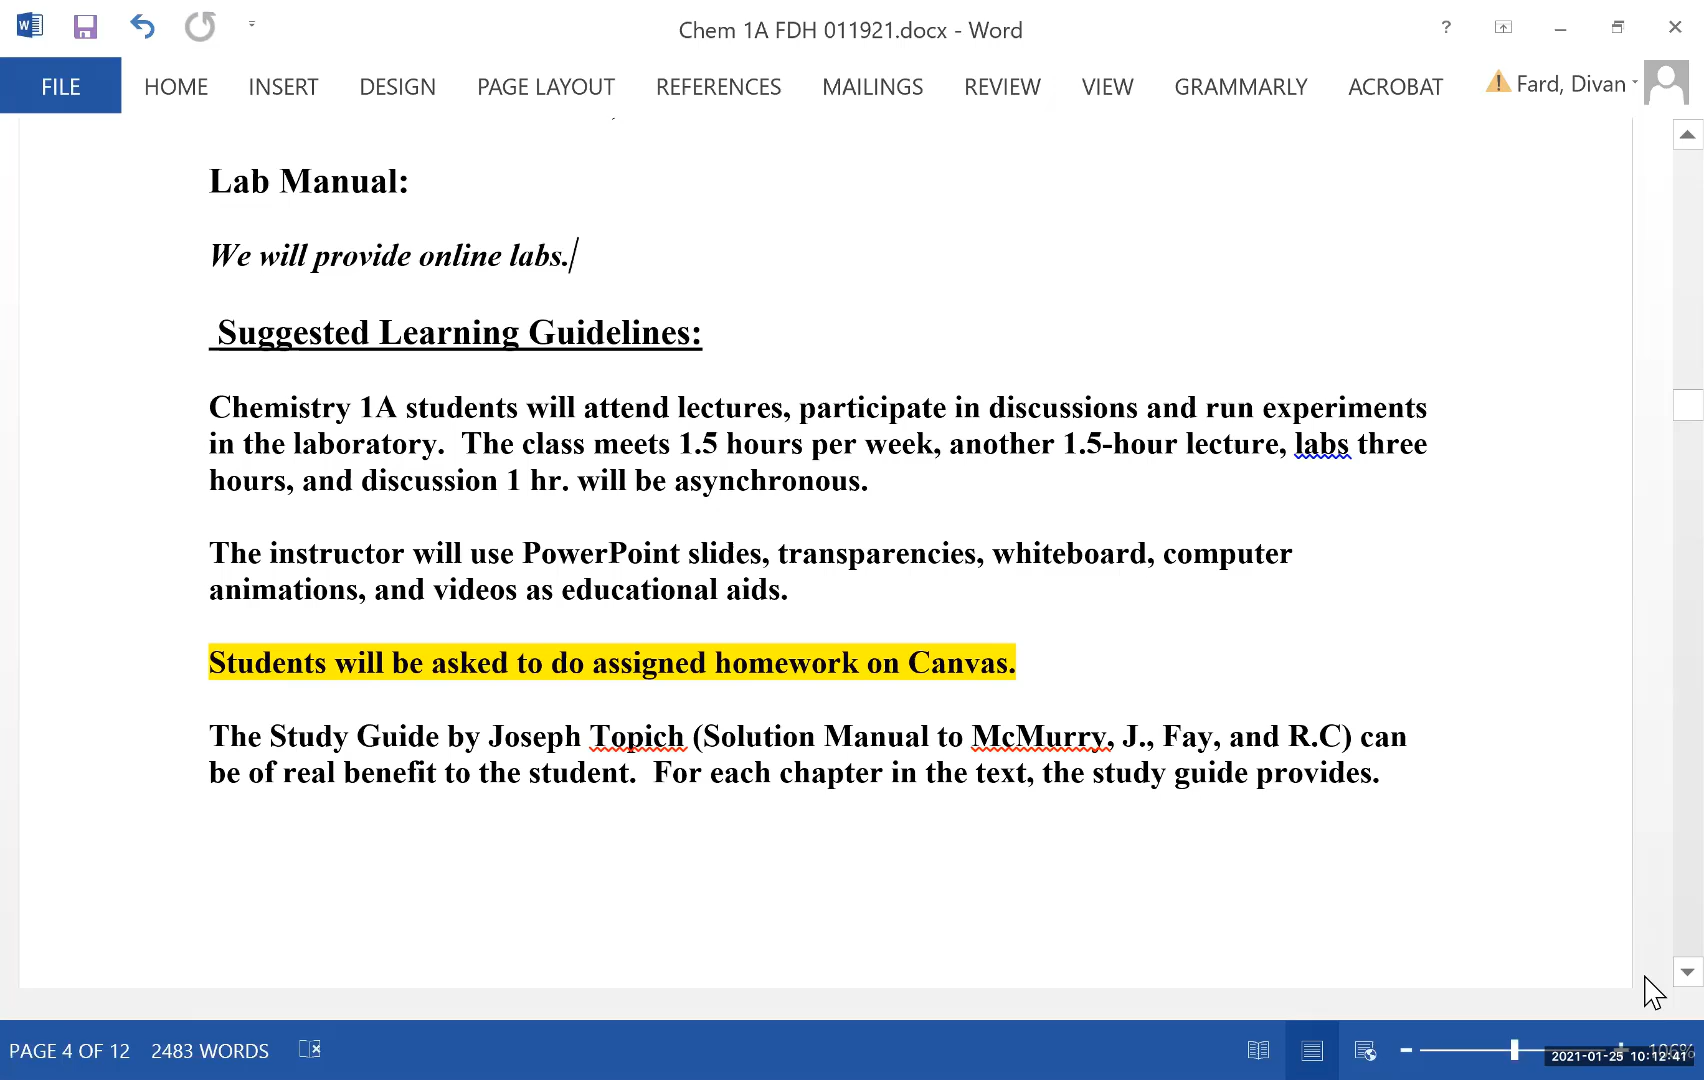 Chem 1A FDH 011921.docx - Word
?
FILE HOME INSERT DESIGN PAGE LAYOUT REFERENCES MAILINGS REVIEW VIEW GRAMMARLY ACROBAT Fard, Divan
Lab Manual:
We will provide online labs.
Suggested Learning Guidelines:
Chemistry 1A students will attend lectures, participate in discussions and run experiments
in the laboratory.  The class meets 1.5 hours per week, another 1.5-hour lecture, labs three
hours, and discussion 1 hr. will be asynchronous.
The instructor will use PowerPoint slides, transparencies, whiteboard, computer
animations, and videos as educational aids.
Students will be asked to do assigned homework on Canvas.
The Study Guide by Joseph Topich (Solution Manual to McMurry, J., Fay, and R.C) can
be of real benefit to the student.  For each chapter in the text, the study guide provides.
PAGE 4 OF 12 2483 WORDS
2021-01-25 10:12:41